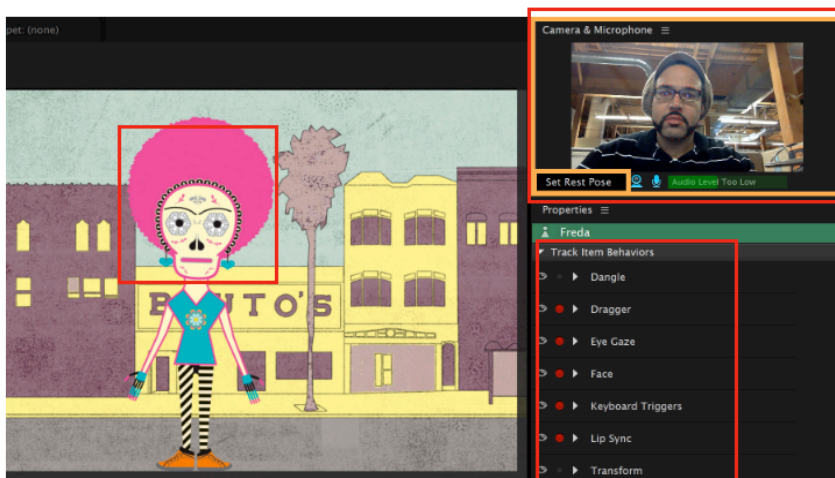 pet: (none)
Camera & Microphone
Set Rest Pose
Audio Level Too Low
Properties
Freda
Track Item Behaviors
Dangle
Dragger
Eye Gaze
Face
Keyboard Triggers
Lip Sync
Transform